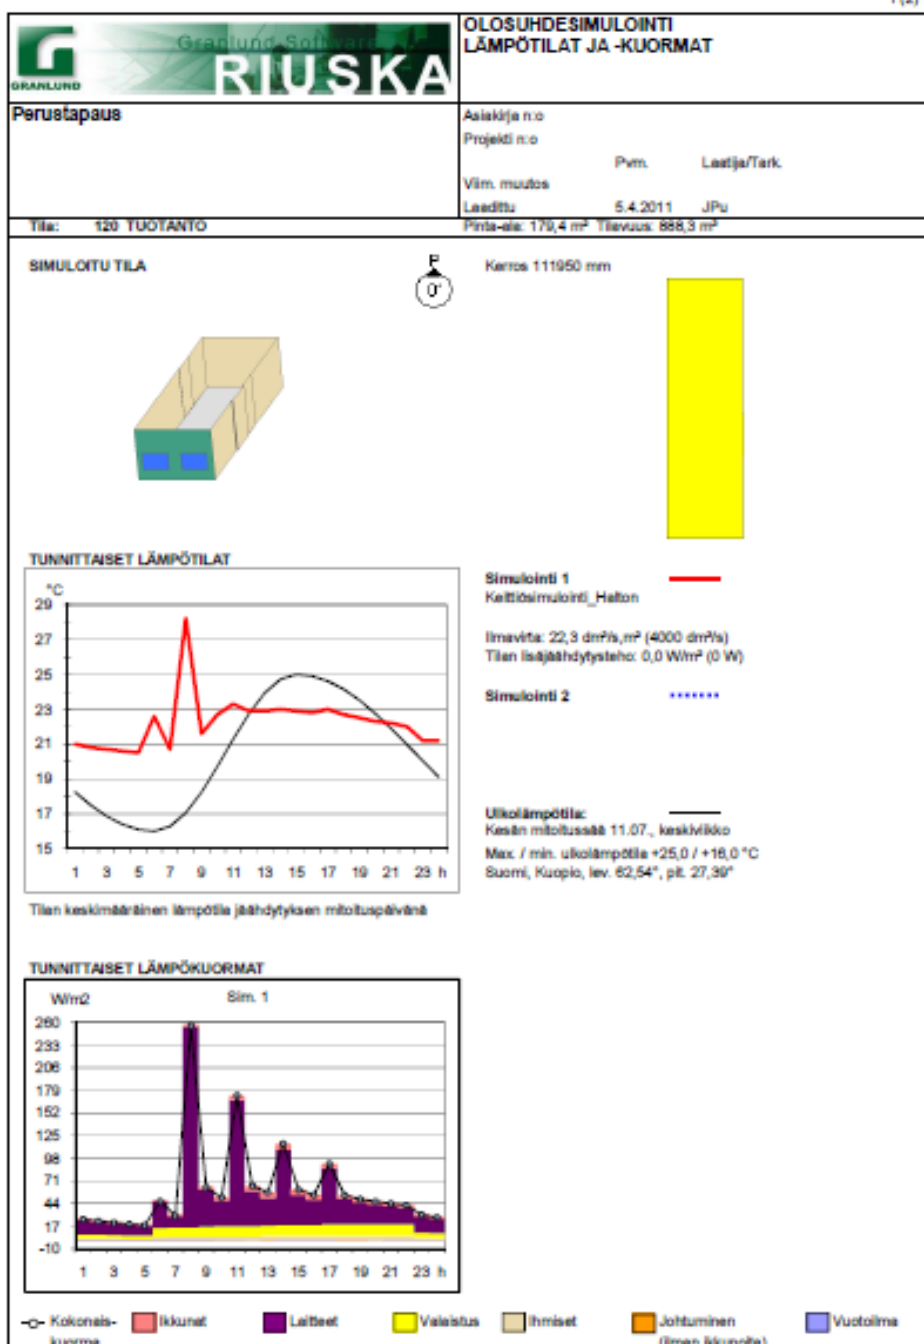 Granlund Software
RIUSKA
GRANLUND
OLOSUHDESIMULOINTI
LÄMPÖTILAT JA -KUORMAT
Perustapaus
Asiakirja n:o
Projekti n:o
Pvm. Laatija/Tark.
Viim. muutos
Laadittu 5.4.2011 JPu
Tila: 120 TUOTANTO
Pinta-ala: 179,4 m² Tilavuus: 888,3 m³
SIMULOITU TILA
P
0°
Kerros 111950 mm
TUNNITTAISET LÄMPÖTILAT
°C
29
27
25
23
21
19
17
15
1 3 5 7 9 11 13 15 17 19 21 23 h
Tilan keskimääräinen lämpötila jäähdytyksen mitoituspäivänä
Simulointi 1
Keittiösimulointi_Halton
Ilmavirta: 22,3 dm³/s,m² (4000 dm³/s)
Tilan lisäjäähdytysteho: 0,0 W/m² (0 W)
Simulointi 2
Ulkolämpötila:
Kesän mitoitussää 11.07., keskiviikko
Max. / min. ulkolämpötila +25,0 / +16,0 °C
Suomi, Kuopio, lev. 62,54°, pit. 27,39°
TUNNITTAISET LÄMPÖKUORMAT
W/m2 Sim. 1
260
233
206
179
152
125
98
71
44
17
-10
1 3 5 7 9 11 13 15 17 19 21 23 h
Kokonais- Ikkunat Laitteet Valaistus Ihmiset Johtuminen Vuotoilma
kuorma (ilman ikkunoita)